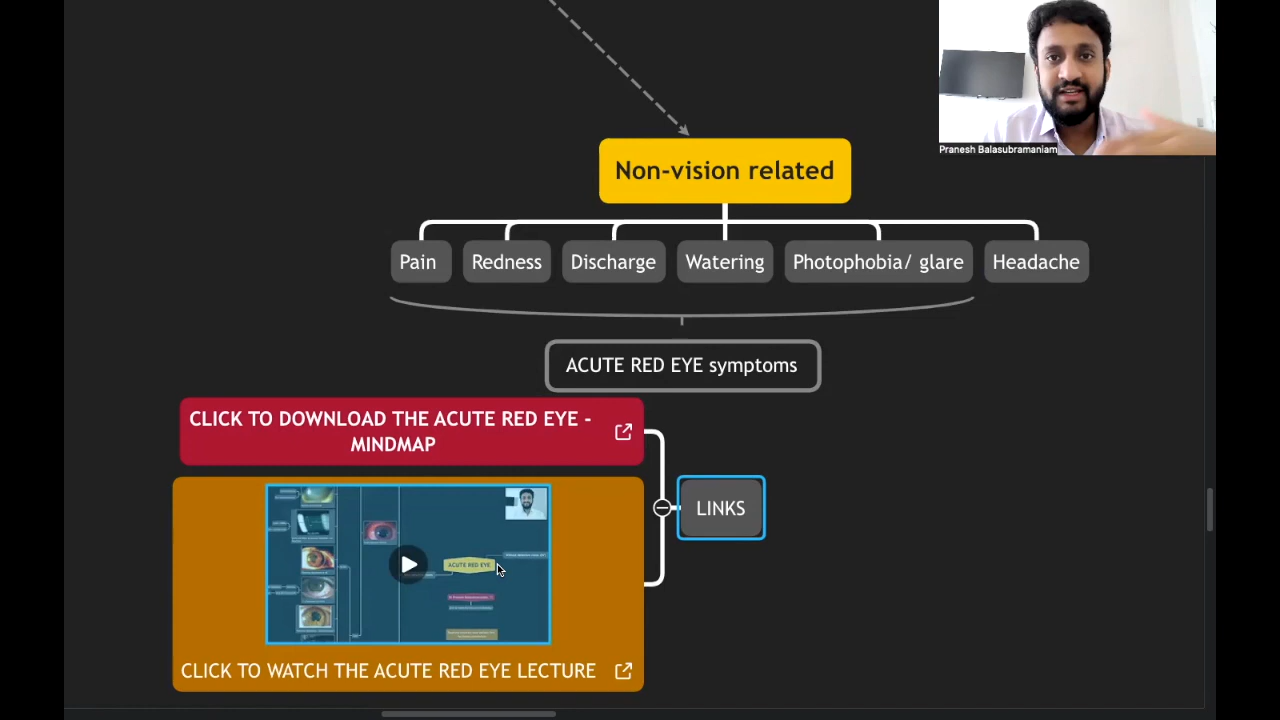 Pranesh Balasubramaniam
Non-vision related
Pain
Redness
Discharge
Watering
Photophobia/ glare
Headache
ACUTE RED EYE symptoms
CLICK TO DOWNLOAD THE ACUTE RED EYE -
MINDMAP
LINKS
ACUTE RED EYE
CLICK TO WATCH THE ACUTE RED EYE LECTURE